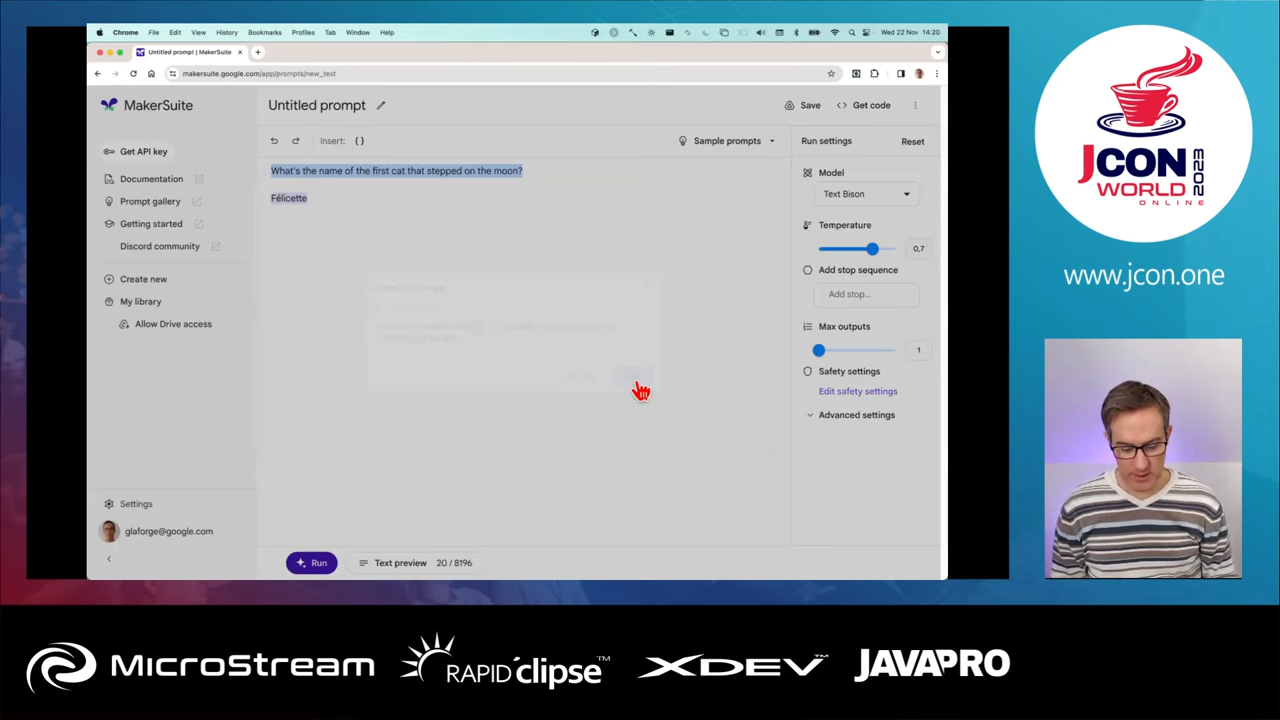 Chrome File Edit View History Bookmarks Profiles Tab Window Help
Wed 22 Nov 14:20
Untitled prompt | MakerSuite
makersuite.google.com/app/prompts/new_text
MakerSuite
Untitled prompt
Save
Get code
Get API key
Insert: { }
Sample prompts
Run settings
Reset
What's the name of the first cat that stepped on the moon?
Félicette
Documentation
Prompt gallery
Getting started
Discord community
Create new
My library
Allow Drive access
Model
Text Bison
Temperature
0,7
Add stop sequence
Add stop...
Max outputs
1
Safety settings
Edit safety settings
Advanced settings
Settings
glaforge@google.com
Run
Text preview 20 / 8196
JCON
WORLD 2023
ONLINE
www.jcon.one
MICROSTREAM
RAPID'clipse™
XDEV™
JAVAPRO